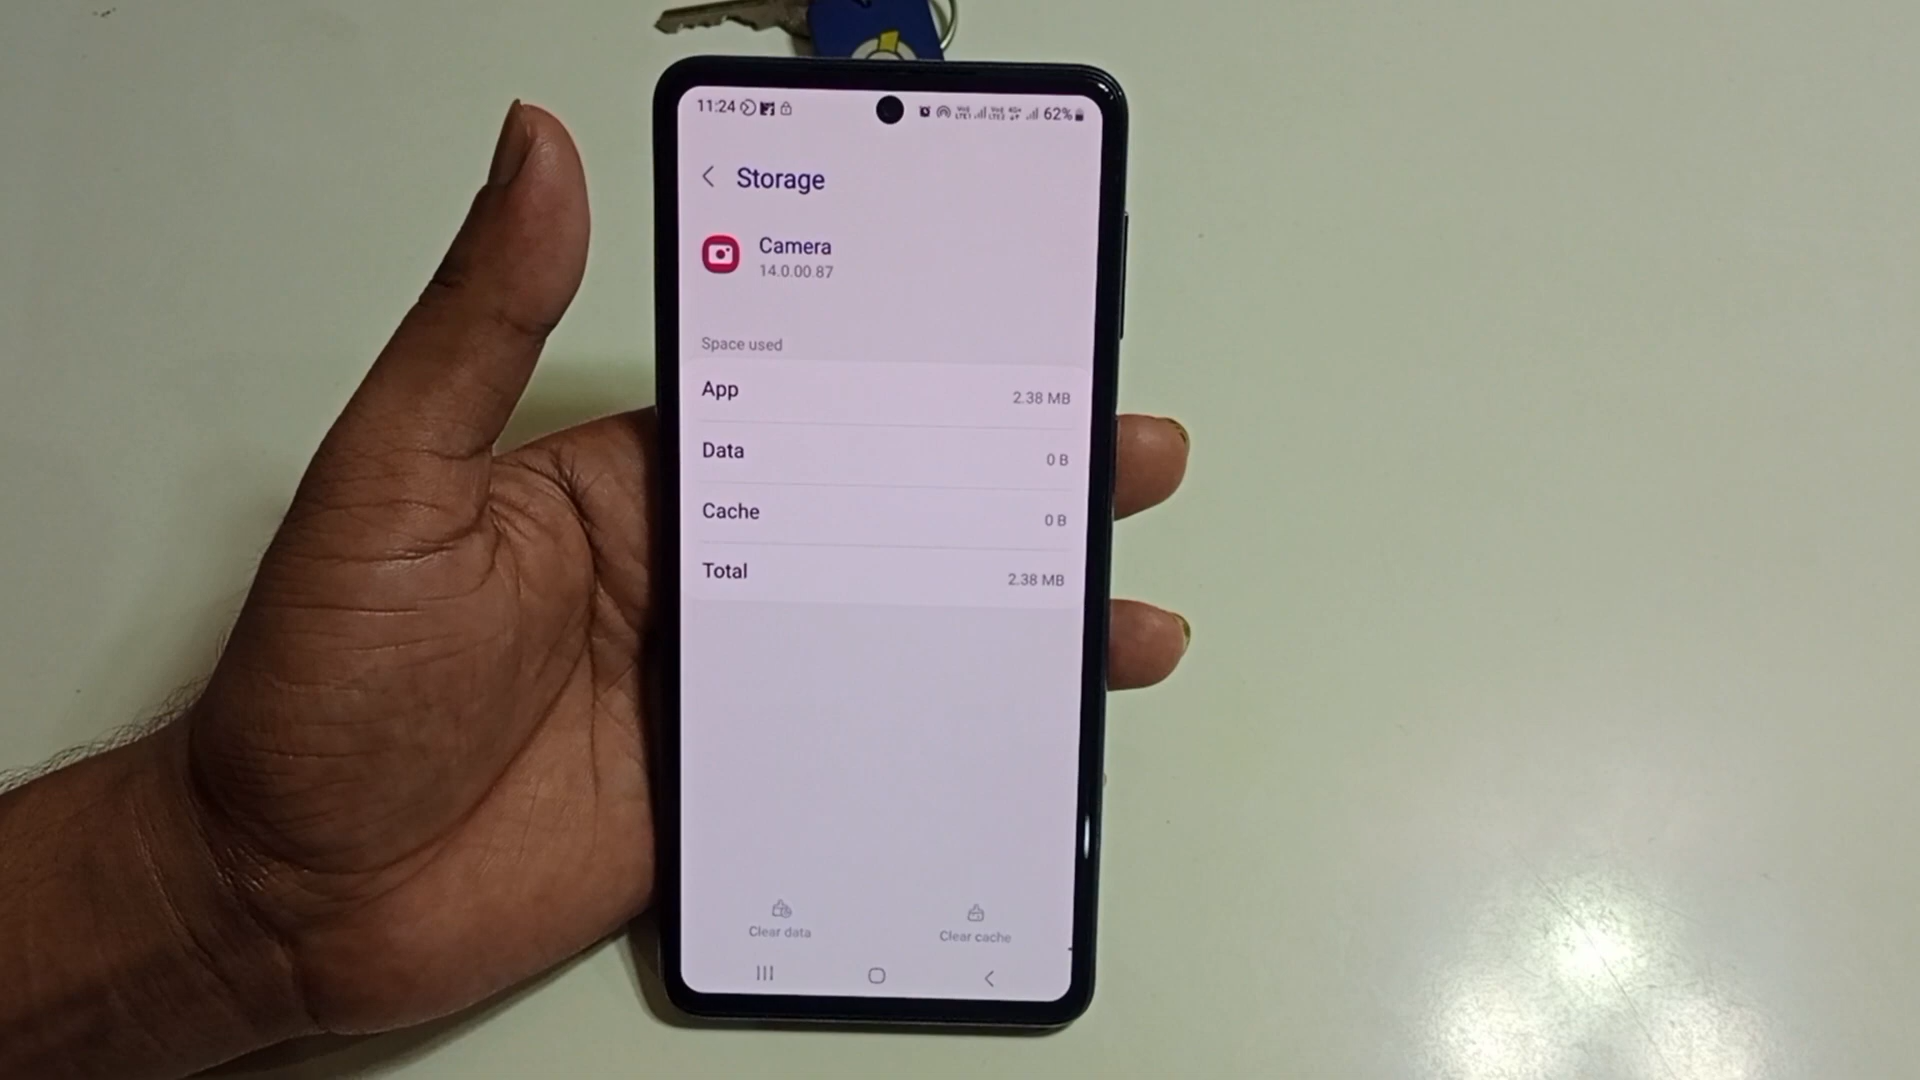 11:24 62%
Storage
Camera
14.0.00.87
Space used
App 2.38 MB
Data 0 B
Cache 0 B
Total 2.38 MB
Clear data Clear cache